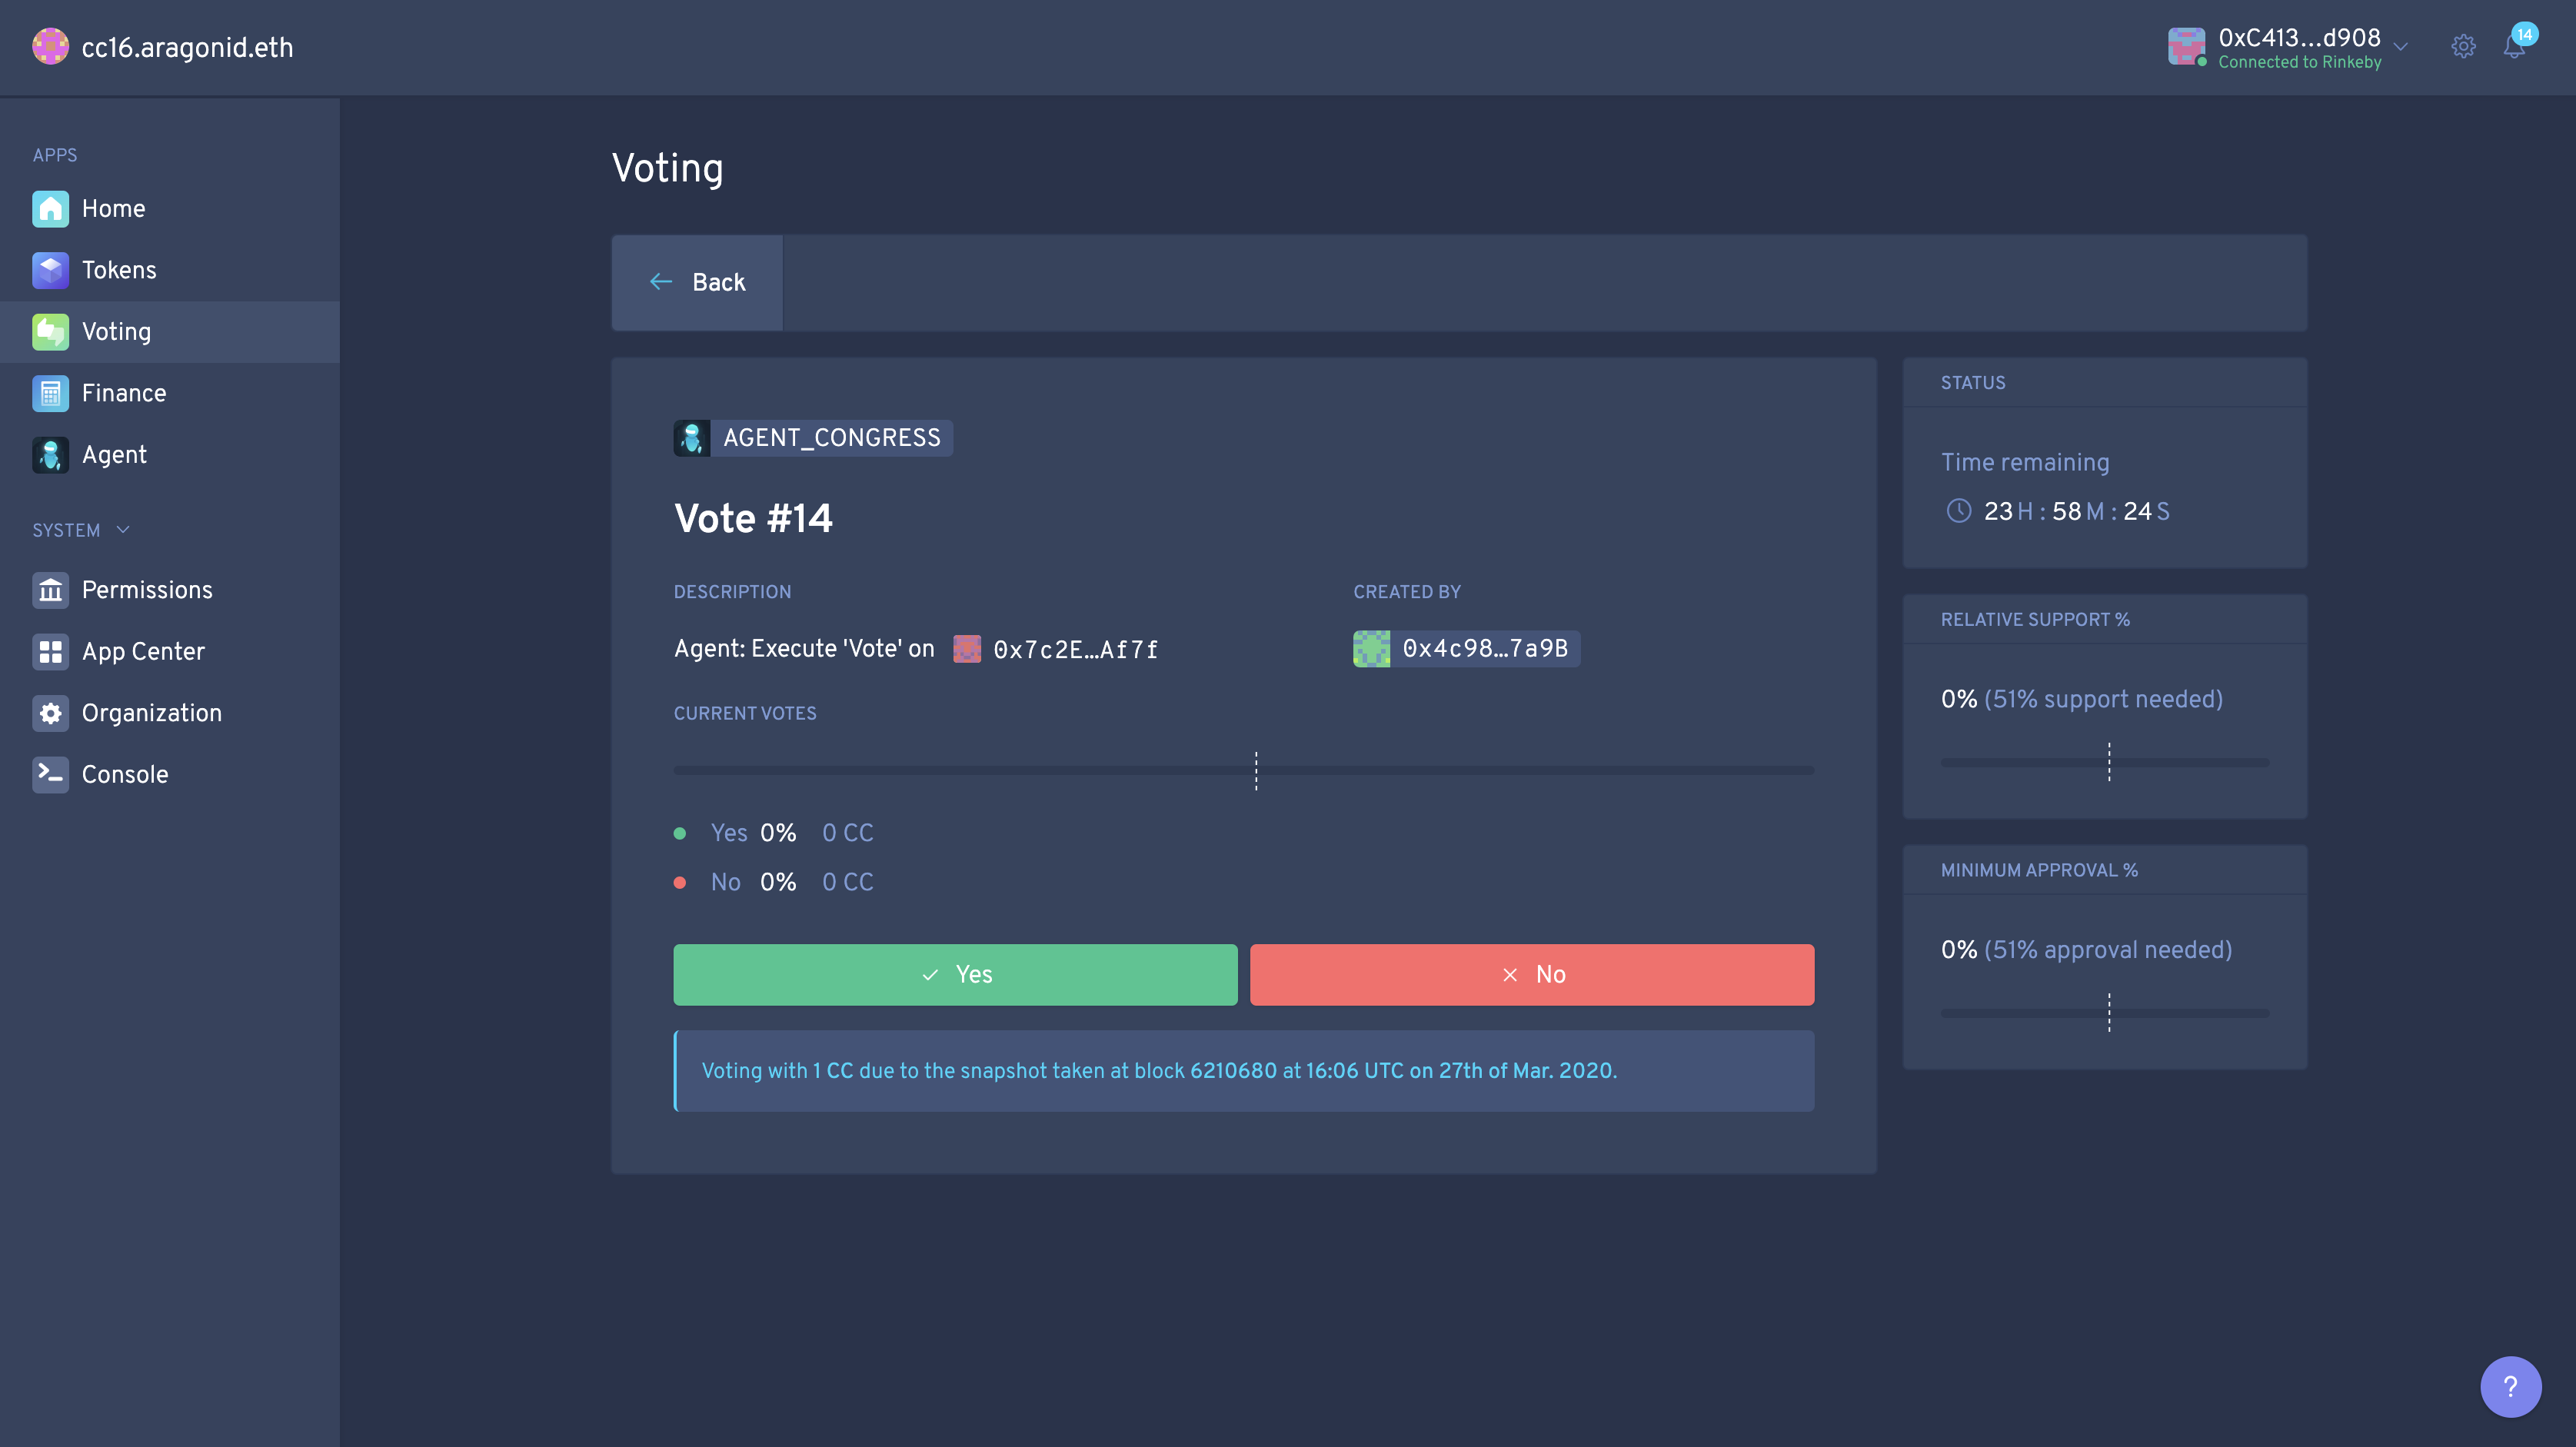 cc16.aragonid.eth
0xC413...d908
Connected to Rinkeby
14
APPS
Home
Tokens
Voting
Finance
Agent
SYSTEM
Permissions
App Center
Organization
Console
Voting
Back
AGENT_CONGRESS
Vote #14
DESCRIPTION
Agent: Execute 'Vote' on 0x7c2E…Af7f
CREATED BY
0x4c98…7a9B
CURRENT VOTES
Yes 0% 0 CC
No 0% 0 CC
Yes
No
Voting with 1 CC due to the snapshot taken at block 6210680 at 16:06 UTC on 27th of Mar. 2020.
STATUS
Time remaining
23 H : 58 M : 24 S
RELATIVE SUPPORT %
0% (51% support needed)
MINIMUM APPROVAL %
0% (51% approval needed)
?